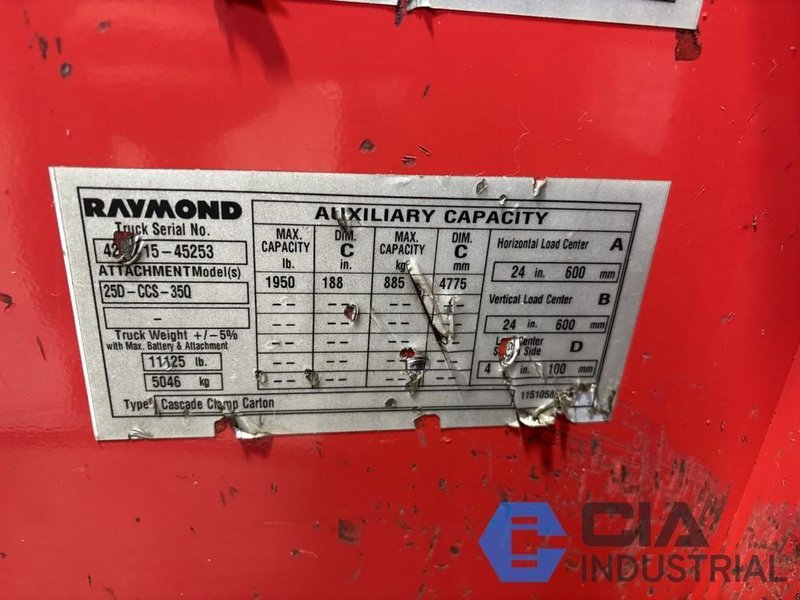 RAYMOND
Truck Serial No.
15-45253
ATTACHMENT Model(s)
25D-CCS-35Q
-
Truck Weight +/-5%
with Max. Battery & Attachment
11125 lb.
5046 kg
Type: Cascade Clamp Carton
AUXILIARY CAPACITY
MAX. CAPACITY lb. DIM. C in. MAX. CAPACITY kg DIM. C mm
1950 188 885 4775
-- -- -- --
-- -- -- --
-- -- -- --
-- -- -- --
Horizontal Load Center A
24 in. 600 mm
Vertical Load Center B
24 in. 600 mm
Center
Side D
4 in. 100 mm
CIA
INDUSTRIAL